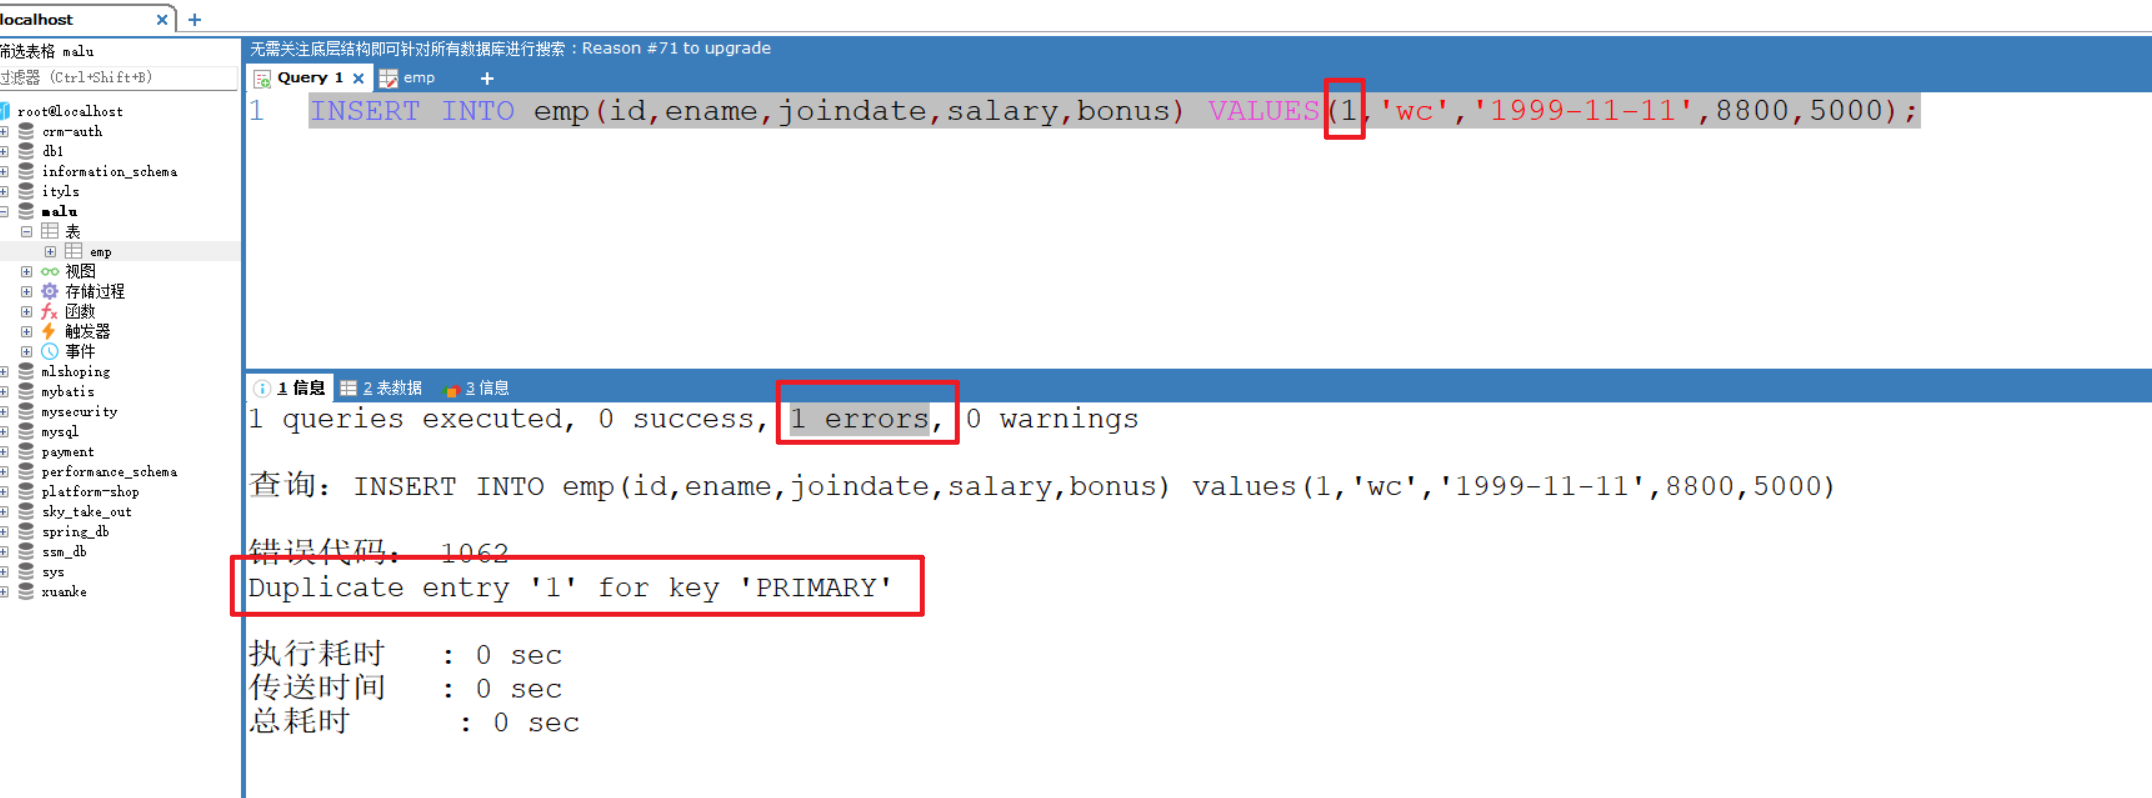 localhost
筛选表格 malu
过滤器 (Ctrl+Shift+B)
root@localhost
crm-auth
db1
information_schema
ityls
malu
表
emp
视图
存储过程
函数
触发器
事件
mlshoping
mybatis
mysecurity
mysql
payment
performance_schema
platform-shop
sky_take_out
spring_db
ssm_db
sys
xuanke
无需关注底层结构即可针对所有数据库进行搜索：Reason #71 to upgrade
Query 1 emp
1 INSERT INTO emp(id,ename,joindate,salary,bonus) VALUES(1,'wc','1999-11-11',8800,5000);
1 信息 2 表数据 3 信息
1 queries executed, 0 success, 1 errors, 0 warnings
查询：INSERT INTO emp(id,ename,joindate,salary,bonus) values(1,'wc','1999-11-11',8800,5000)
错误代码： 1062
Duplicate entry '1' for key 'PRIMARY'
执行耗时 : 0 sec
传送时间 : 0 sec
总耗时 : 0 sec